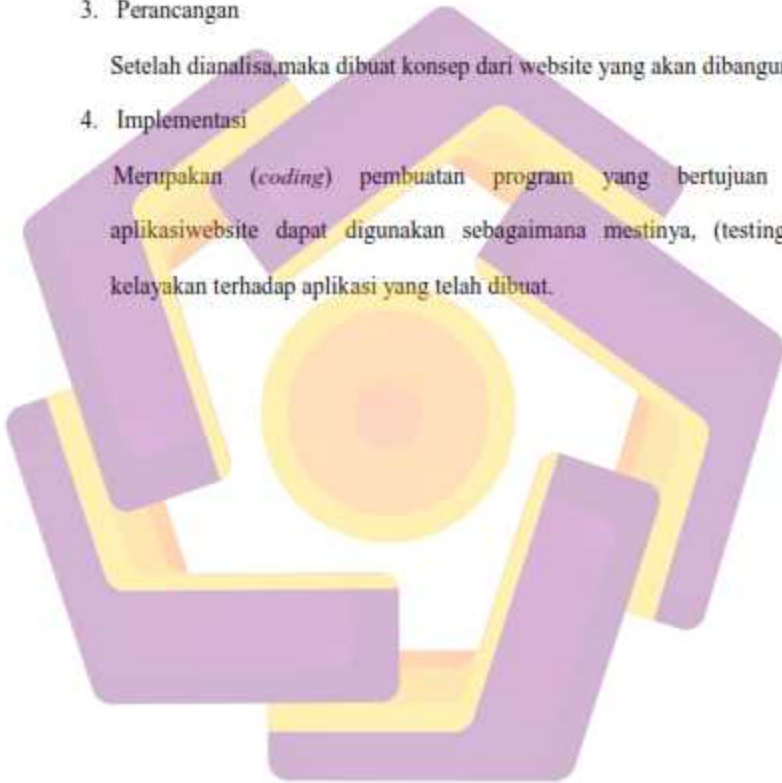 3. Perancangan
Setelah dianalisa,maka dibuat konsep dari website yang akan dibangun
4. Implementasi
Merupakan (coding) pembuatan program yang bertujuan
aplikasiwebsite dapat digunakan sebagaimana mestinya, (testing
kelayakan terhadap aplikasi yang telah dibuat.